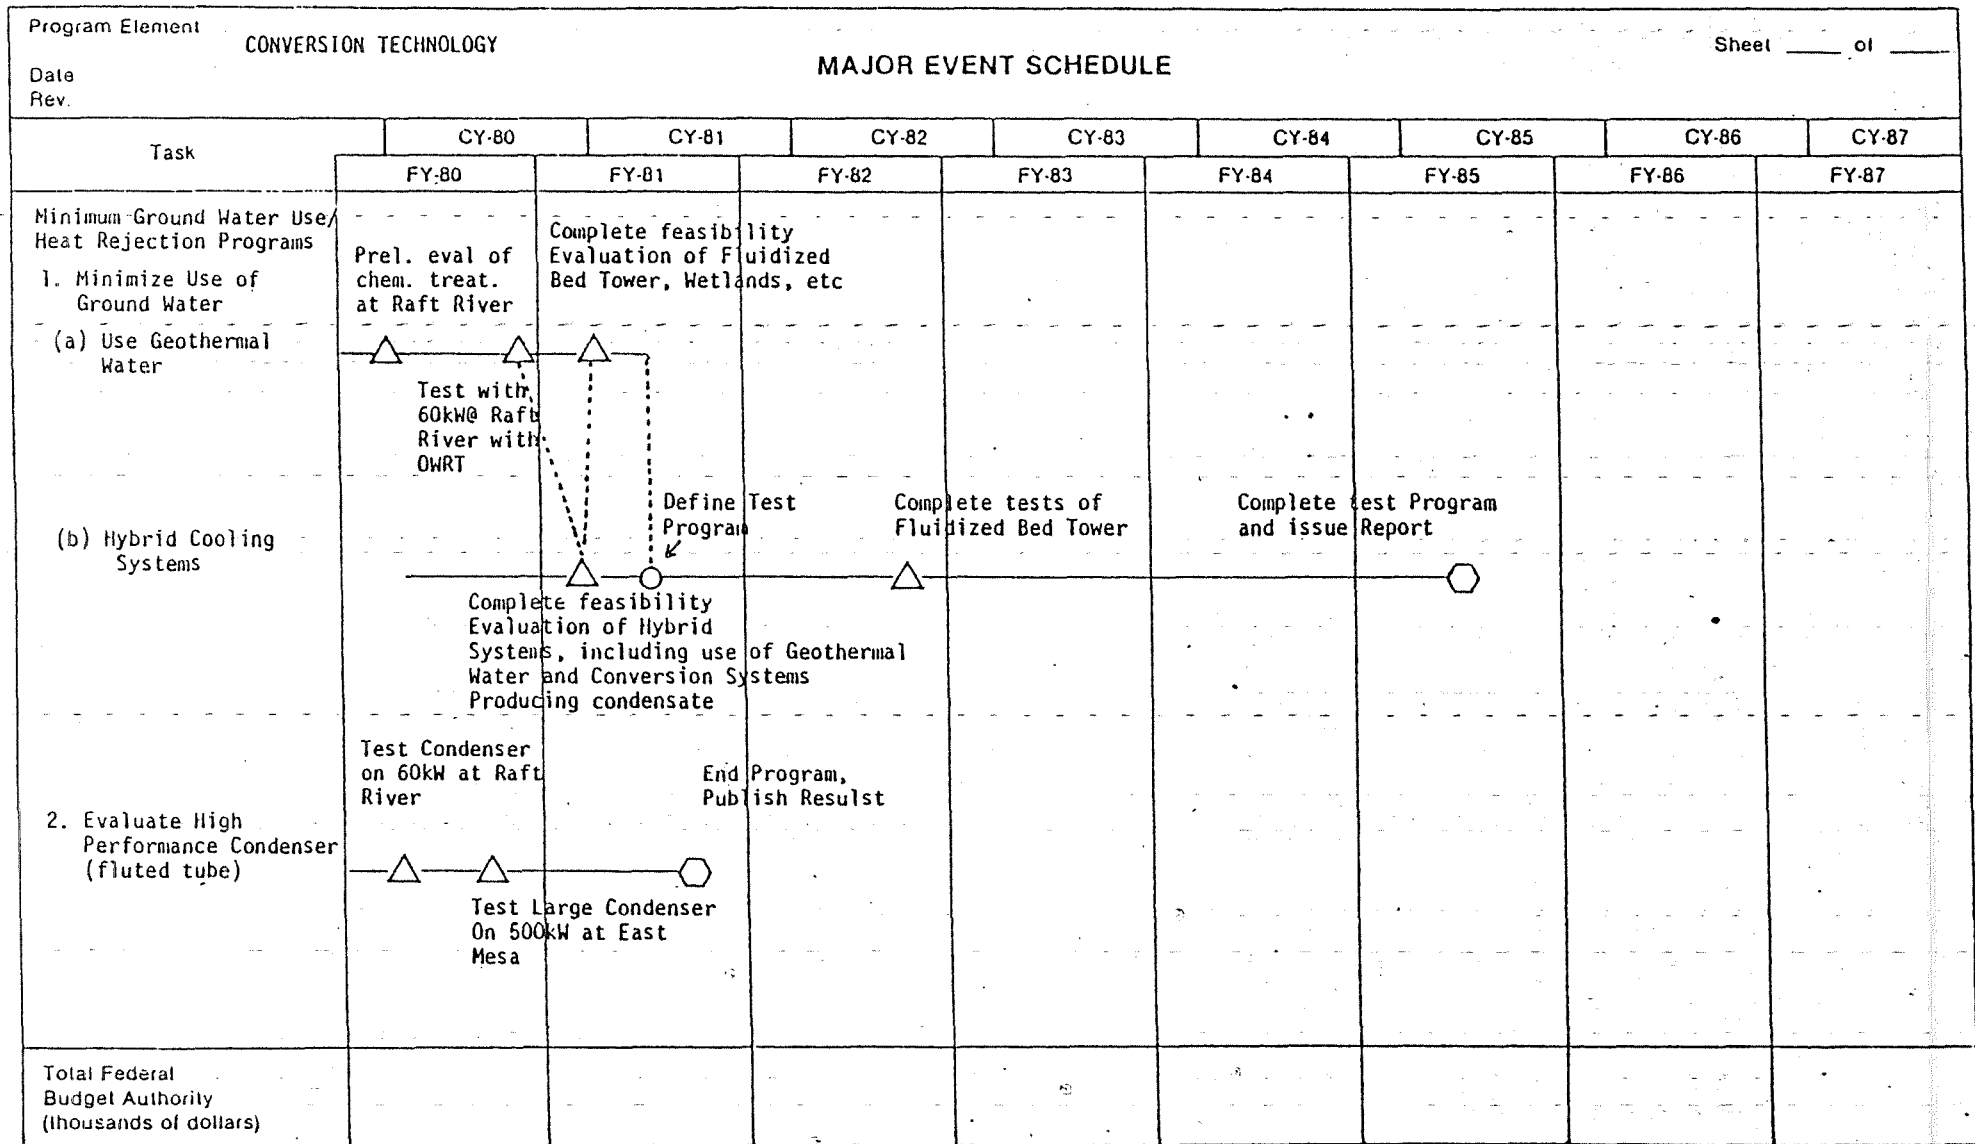 Program Element
CONVERSION TECHNOLOGY
Sheet ____ of ____
MAJOR EVENT SCHEDULE
Date
Rev.
Task
CY-80 CY-81 CY-82 CY-83 CY-84 CY-85 CY-86 CY-87
FY-80 FY-81 FY-82 FY-83 FY-84 FY-85 FY-86 FY-87
Minimum Ground Water Use/
Heat Rejection Programs
1. Minimize Use of
Ground Water
Prel. eval of
chem. treat.
at Raft River
Complete feasibility
Evaluation of Fluidized
Bed Tower, Wetlands, etc
(a) Use Geothermal
Water
Test with
60kW@ Raft
River with
OWRT
(b) Hybrid Cooling
Systems
Define Test
Program
Complete tests of
Fluidized Bed Tower
Complete test Program
and issue Report
Complete feasibility
Evaluation of Hybrid
Systems, including use of Geothermal
Water and Conversion Systems
Producing condensate
2. Evaluate High
Performance Condenser
(fluted tube)
Test Condenser
on 60kW at Raft
River
End Program,
Publish Resulst
Test Large Condenser
On 500kW at East
Mesa
Total Federal
Budget Authority
(thousands of dollars)